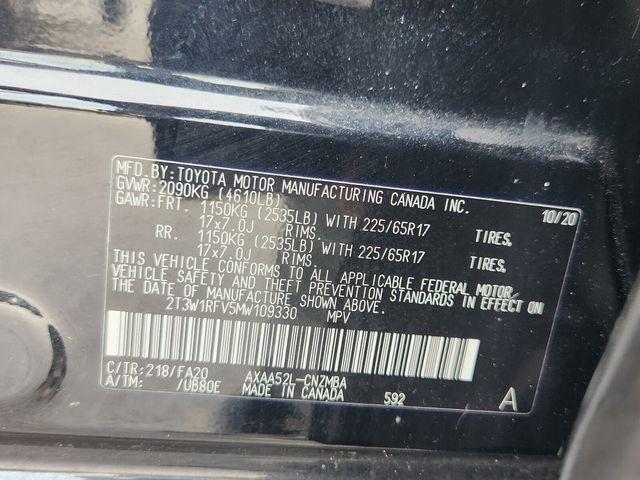 MFD.BY:TOYOTA MOTOR MANUFACTURING CANADA INC.
GVWR:2090KG (4610LB) 10/20
GAWR:FRT. 1150KG (2535LB) WITH 225/65R17 TIRES,
17x7.0J RIMS.
RR. 1150KG (2535LB) WITH 225/65R17 TIRES,
17x7.0J RIMS.
THIS VEHICLE CONFORMS TO ALL APPLICABLE FEDERAL MOTOR
VEHICLE SAFETY AND THEFT PREVENTION STANDARDS IN EFFECT ON
THE DATE OF MANUFACTURE SHOWN ABOVE.
2T3W1RFV5MW109330 MPV
C/TR:218/FA20 AXAA52L-CNZMBA
A/TM: /UB80E MADE IN CANADA 592 A